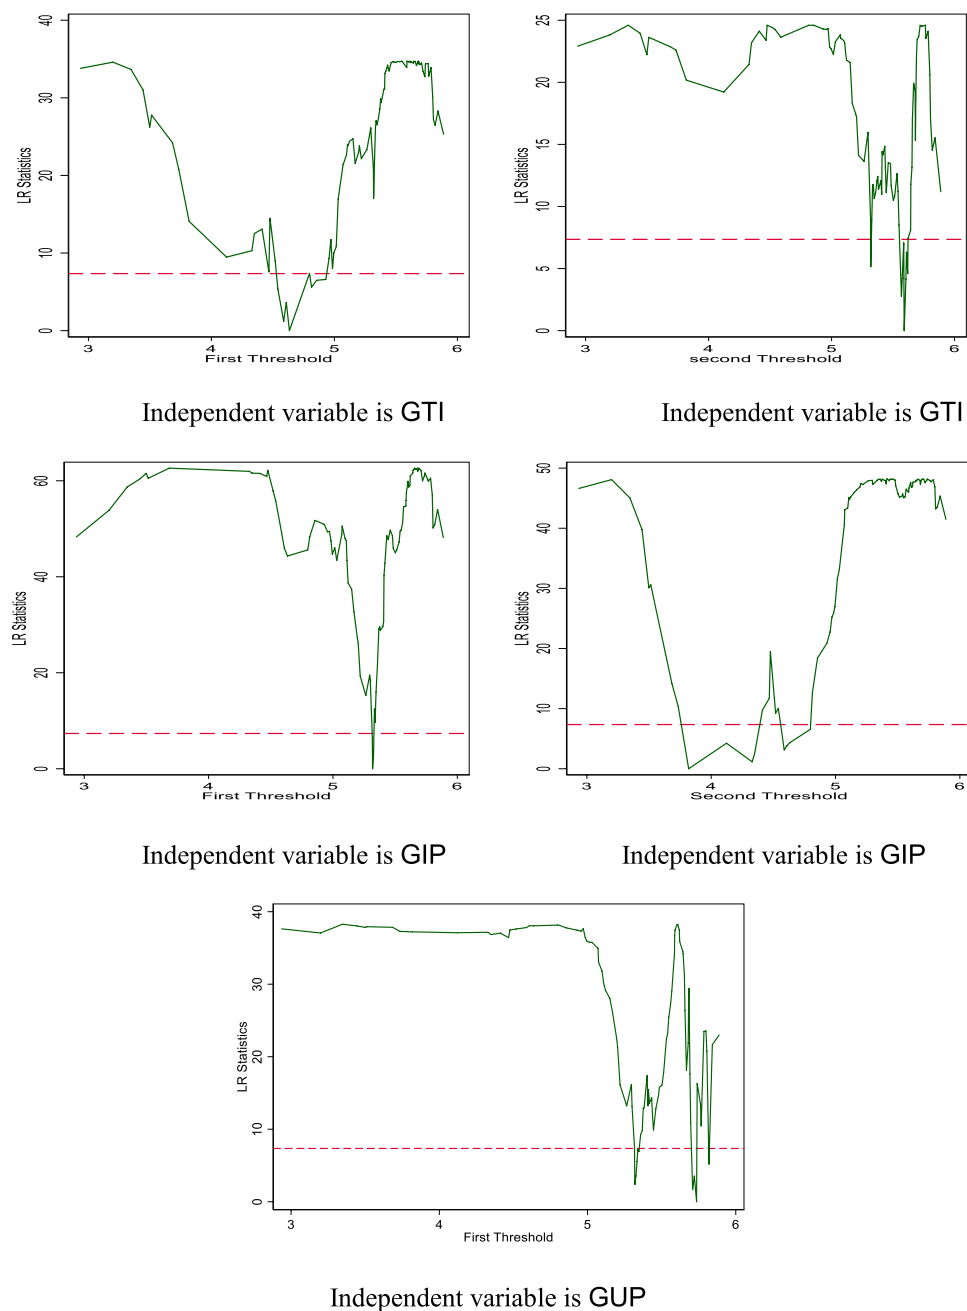 LR Statistics
0 10 20 30 40
3 4 5 6
First Threshold
LR Statistics
0 5 10 15 20 25
3 4 5 6
second Threshold
Independent variable is GTI
Independent variable is GTI
LR Statistics
0 20 40 60
3 4 5 6
First Threshold
LR Statistics
0 10 20 30 40 50
3 4 5 6
Second Threshold
Independent variable is GIP
Independent variable is GIP
LR Statistics
0 10 20 30 40
3 4 5 6
First Threshold
Independent variable is GUP